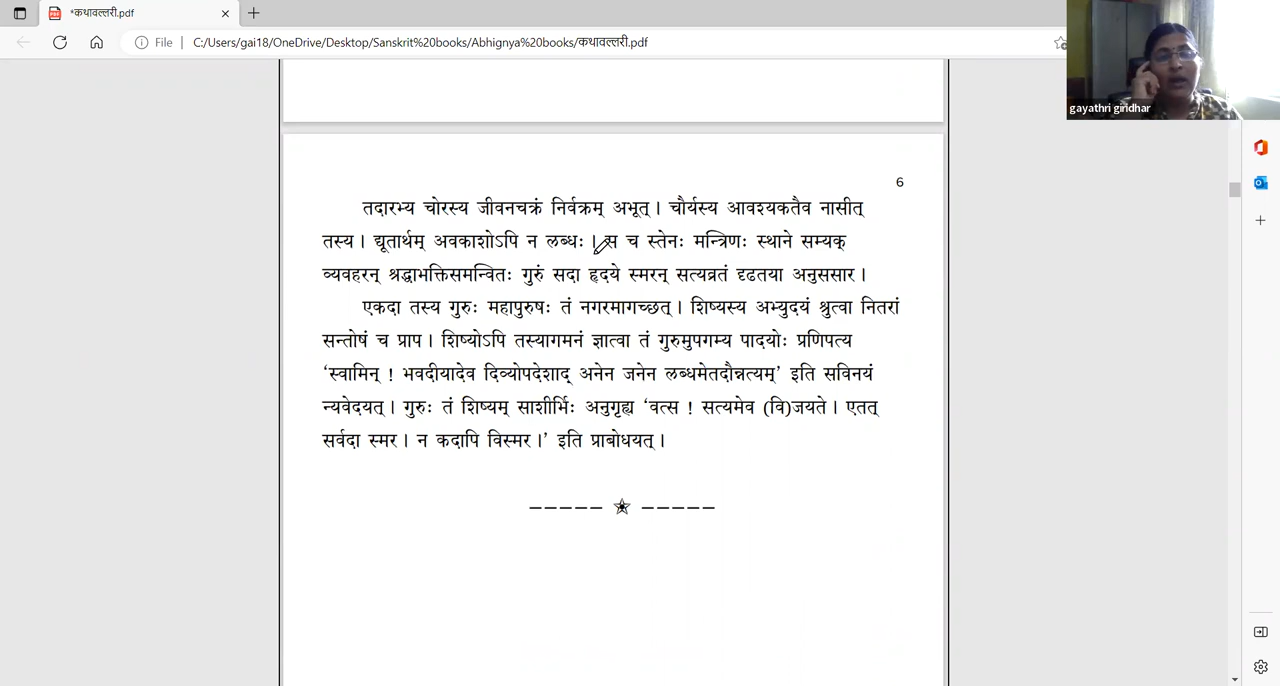 *कथावल्लरी.pdf
File
C:/Users/gai18/OneDrive/Desktop/Sanskrit%20books/Abhignya%20books/कथावल्लरी.pdf
gayathri giridhar
6
तदारभ्य चोरस्य जीवनचक्रं निर्वक्रम् अभूत् । चौर्यस्य आवश्यकतैव नासीत्
तस्य । द्यूतार्थम् अवकाशोऽपि न लब्धः । स च स्तेनः मन्त्रिणः स्थाने सम्यक्
व्यवहरन् श्रद्धाभक्तिसमन्वितः गुरुं सदा हृदये स्मरन् सत्यव्रतं दृढतया अनुससार ।
एकदा तस्य गुरुः महापुरुषः तं नगरमागच्छत् । शिष्यस्य अभ्युदयं श्रुत्वा नितरां
सन्तोषं च प्राप । शिष्योऽपि तस्यागमनं ज्ञात्वा तं गुरुमुपगम्य पादयोः प्रणिपत्य
‘स्वामिन् ! भवदीयादेव दिव्योपदेशाद् अनेन जनेन लब्धमेतदौन्नत्यम्’ इति सविनयं
न्यवेदयत् । गुरुः तं शिष्यम् साशीर्भिः अनुगृह्य ‘वत्स ! सत्यमेव (वि)जयते । एतत्
सर्वदा स्मर । न कदापि विस्मर ।’ इति प्राबोधयत् ।